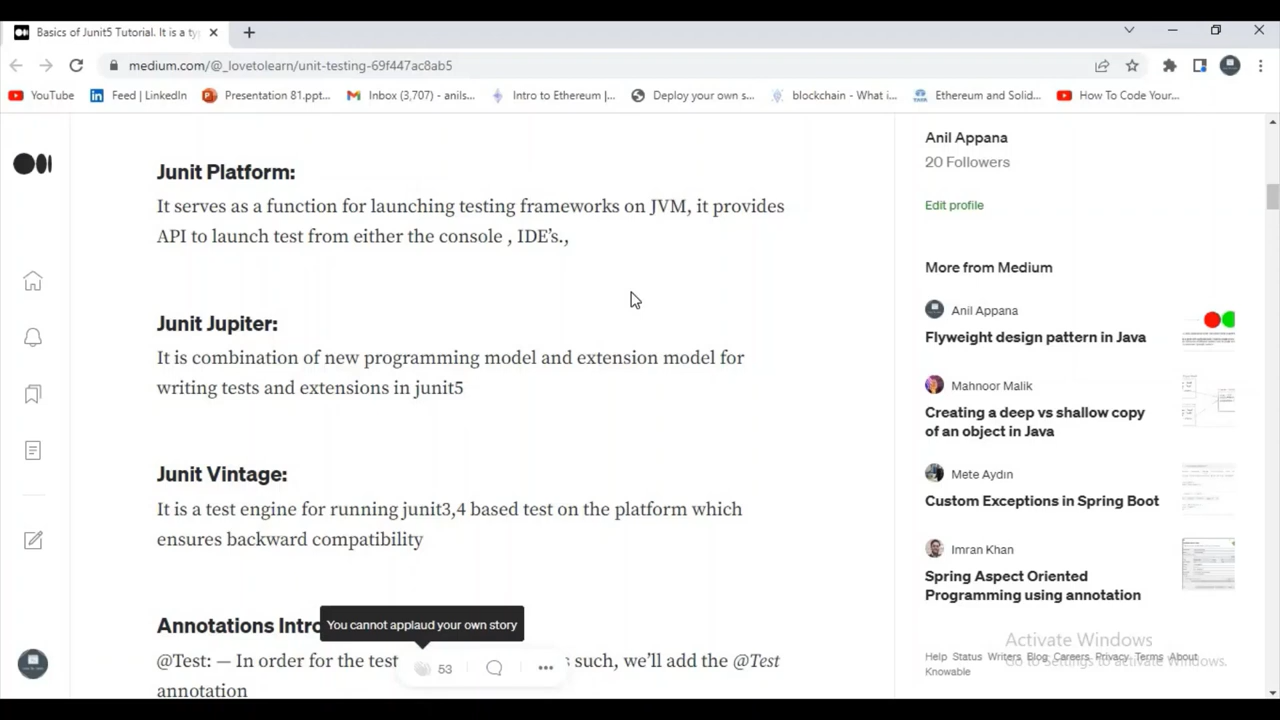 Basics of Junit5 Tutorial. It is a ty
medium.com/@_lovetolearn/unit-testing-69f447ac8ab5
YouTube
Feed | LinkedIn
Presentation 81.ppt...
Inbox (3,707) - anils...
Intro to Ethereum |...
Deploy your own s...
blockchain - What i...
Ethereum and Solid...
How To Code Your...
Junit Platform:
It serves as a function for launching testing frameworks on JVM, it provides
API to launch test from either the console , IDE's.,
Junit Jupiter:
It is combination of new programming model and extension model for
writing tests and extensions in junit5
Junit Vintage:
It is a test engine for running junit3,4 based test on the platform which
ensures backward compatibility
Annotations Intro
You cannot applaud your own story
@Test: — In order for the test
s such, we'll add the @Test
annotation
53
Anil Appana
20 Followers
Edit profile
More from Medium
Anil Appana
Flyweight design pattern in Java
Mahnoor Malik
Creating a deep vs shallow copy
of an object in Java
Mete Aydın
Custom Exceptions in Spring Boot
Imran Khan
Spring Aspect Oriented
Programming using annotation
Activate Windows
Go to Settings to activate Windows.
Help Status Writers Blog Careers Privacy Terms About
Knowable